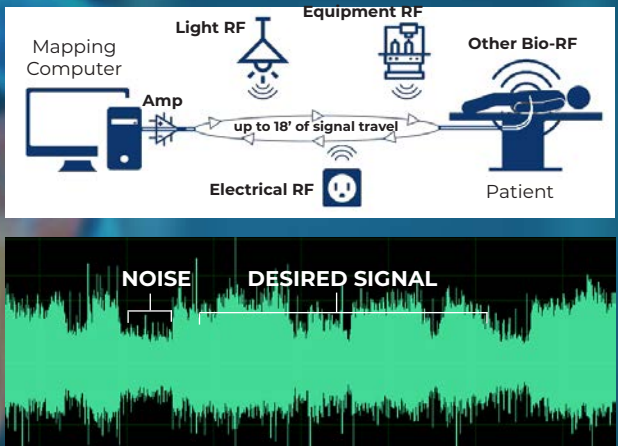 Equipment RF
Light RF
Mapping
Computer
Other Bio-RF
Amp
up to 18’ of signal travel
Electrical RF
Patient
NOISE
DESIRED SIGNAL